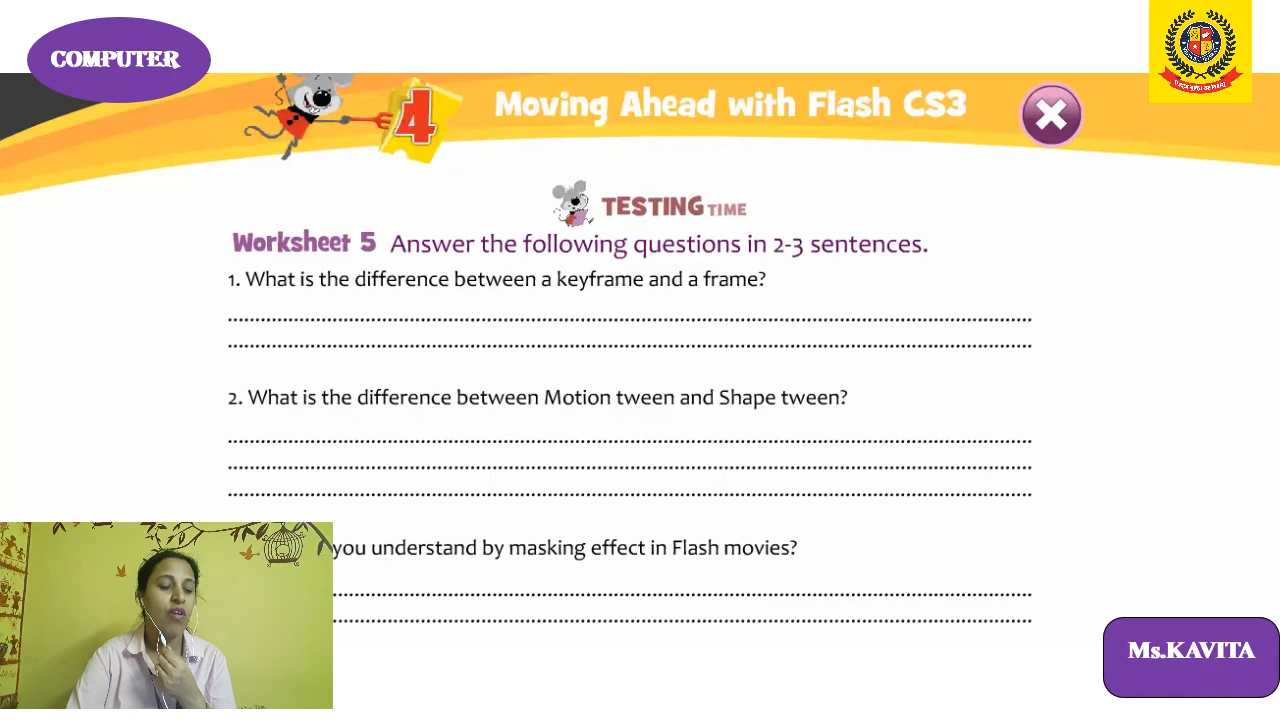 COMPUTER
4
Moving Ahead with Flash CS3
TESTING TIME
Worksheet 5 Answer the following questions in 2-3 sentences.
1. What is the difference between a keyframe and a frame?
2. What is the difference between Motion tween and Shape tween?
you understand by masking effect in Flash movies?
Ms.KAVITA